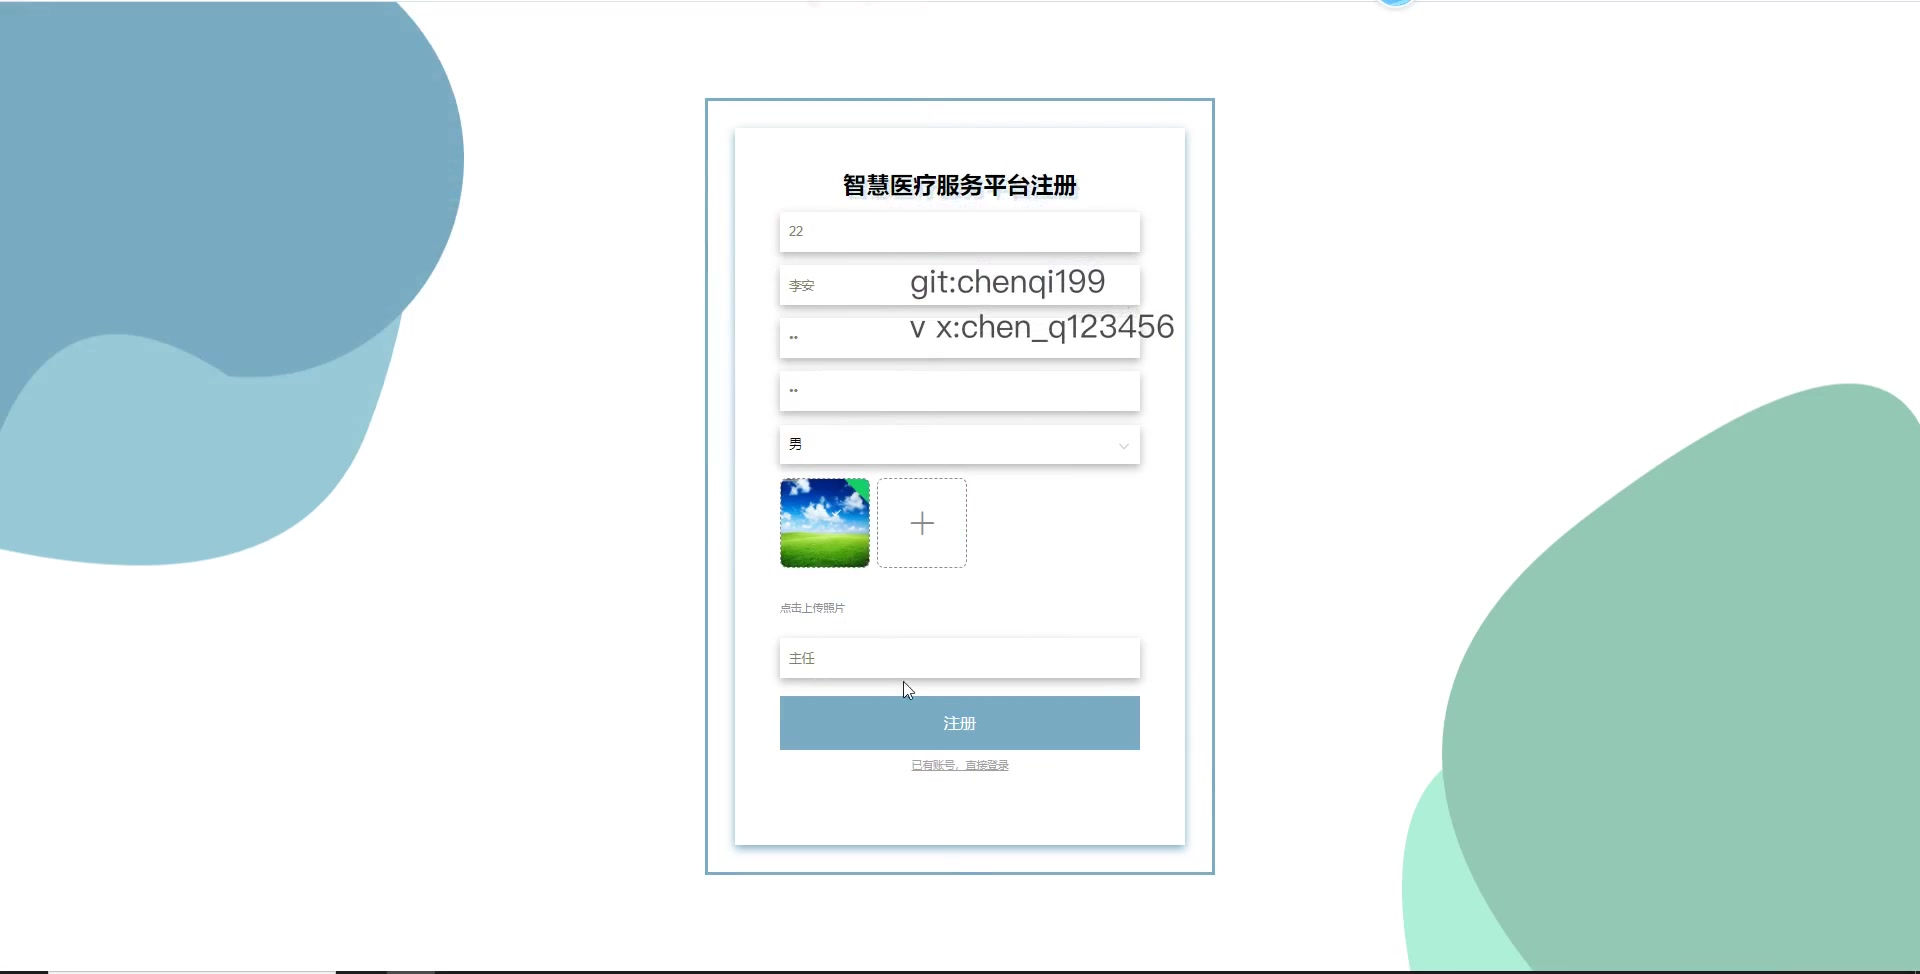 智慧医疗服务平台注册
22
李安
git:chenqi199
v x:chen_q123456
••
••
男
点击上传照片
主任
注册
已有账号，直接登录